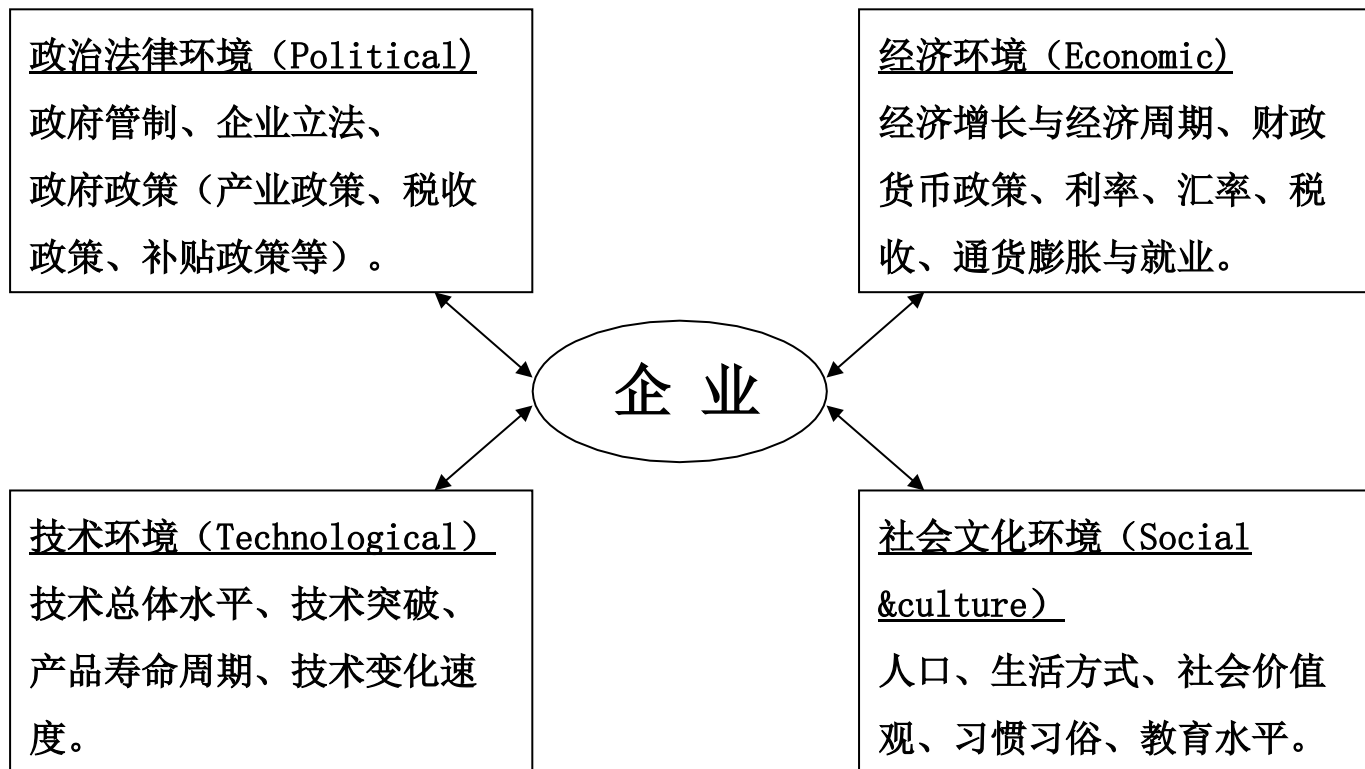 政治法律环境（Political)
政府管制、企业立法、
政府政策（产业政策、税收
政策、补贴政策等）。
经济环境（Economic)
经济增长与经济周期、财政
货币政策、利率、汇率、税
收、通货膨胀与就业。
企 业
技术环境（Technological）
技术总体水平、技术突破、
产品寿命周期、技术变化速
度。
社会文化环境（Social
&culture）
人口、生活方式、社会价值
观、习惯习俗、教育水平。